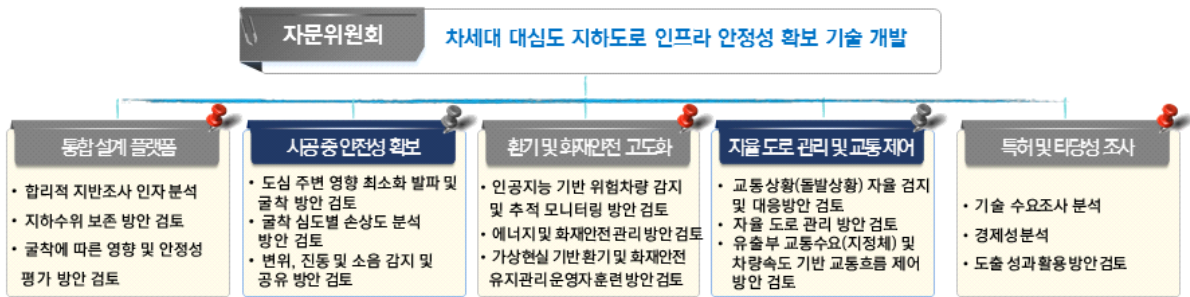 자문위원회
차세대 대심도 지하도로 인프라 안정성 확보 기술 개발
통합 설계 플랫폼
• 합리적 지반조사 인자 분석
• 지하수위 보존 방안 검토
• 굴착에 따른 영향 및 안정성
평가 방안 검토
시공 중 안전성 확보
• 도심 주변 영향 최소화 발파 및
굴착 방안 검토
• 굴착 심도별 손상도 분석
방안 검토
• 변위, 진동 및 소음 감지 및
공유 방안 검토
환기 및 화재안전 고도화
• 인공지능 기반 위험차량 감지
및 추적 모니터링 방안 검토
• 에너지 및 화재안전 관리 방안 검토
• 가상현실 기반 환기 및 화재안전
유지관리 운영자 훈련 방안 검토
자율 도로 관리 및 교통 제어
• 교통상황(돌발상황) 자율 검지
및 대응방안 검토
• 자율 도로 관리 방안 검토
• 유출부 교통수요(지정체) 및
차량속도 기반 교통흐름 제어
방안 검토
특허 및 타당성 조사
• 기술 수요조사 분석
• 경제성 분석
• 도출 성과 활용 방안 검토